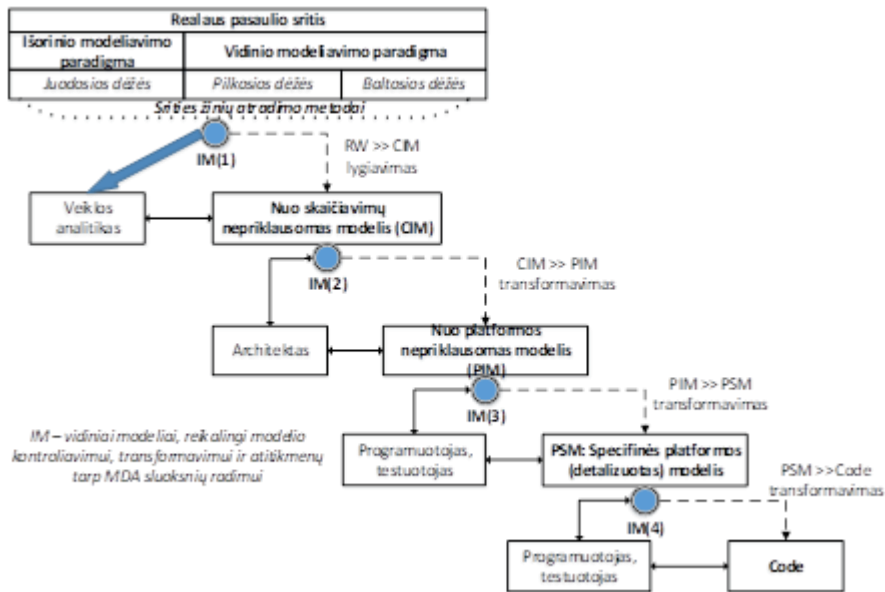 Realaus pasaulio sritis
Išorinio modeliavimo
paradigma
Vidinio modeliavimo paradigma
Juodosios dėžės
Pilkosios dėžės
Baltosios dėžės
Srities žinių atradimo metodai
IM(1)
RW >> CIM
lygiavimas
Veiklos
analitikas
Nuo skaičiavimų
nepriklausomas modelis (CIM)
IM(2)
CIM >> PIM
transformavimas
Architektas
Nuo platformos
nepriklausomas modelis
(PIM)
IM(3)
PIM >> PSM
transformavimas
IM – vidiniai modeliai, reikalingi modelio
kontroliavimui, transformavimui ir atitikmenų
tarp MDA sluoksnių radimui
Programuotojas,
testuotojas
PSM: Specifinės platformos
(detalizuotas) modelis
PSM >>Code
transformavimas
IM(4)
Programuotojas,
testuotojas
Code